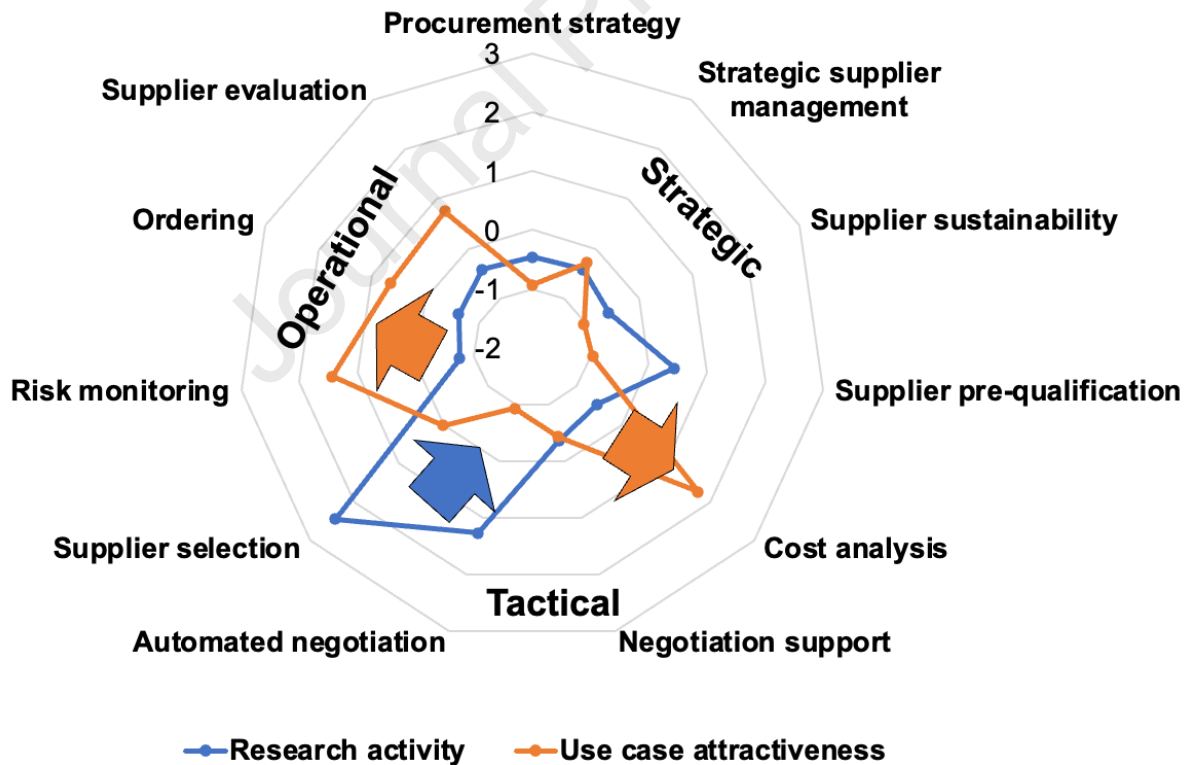 Procurement strategy
3
Strategic supplier
management
Supplier evaluation
2
1
Operational
Strategic
Ordering
Supplier sustainability
0
-1
-2
Risk monitoring
Supplier pre-qualification
Supplier selection
Cost analysis
Tactical
Automated negotiation
Negotiation support
Research activity
Use case attractiveness
Journal